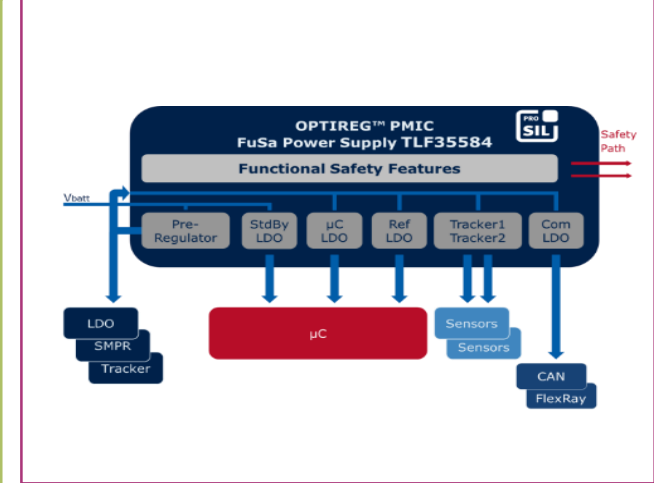 OPTIREG™ PMIC
FuSa Power Supply TLF35584
PRO
SIL
Safety
Path
Functional Safety Features
Vbatt
Pre-
Regulator
StdBy
LDO
µC
LDO
Ref
LDO
Tracker1
Tracker2
Com
LDO
LDO
SMPR
Tracker
µC
Sensors
Sensors
CAN
FlexRay